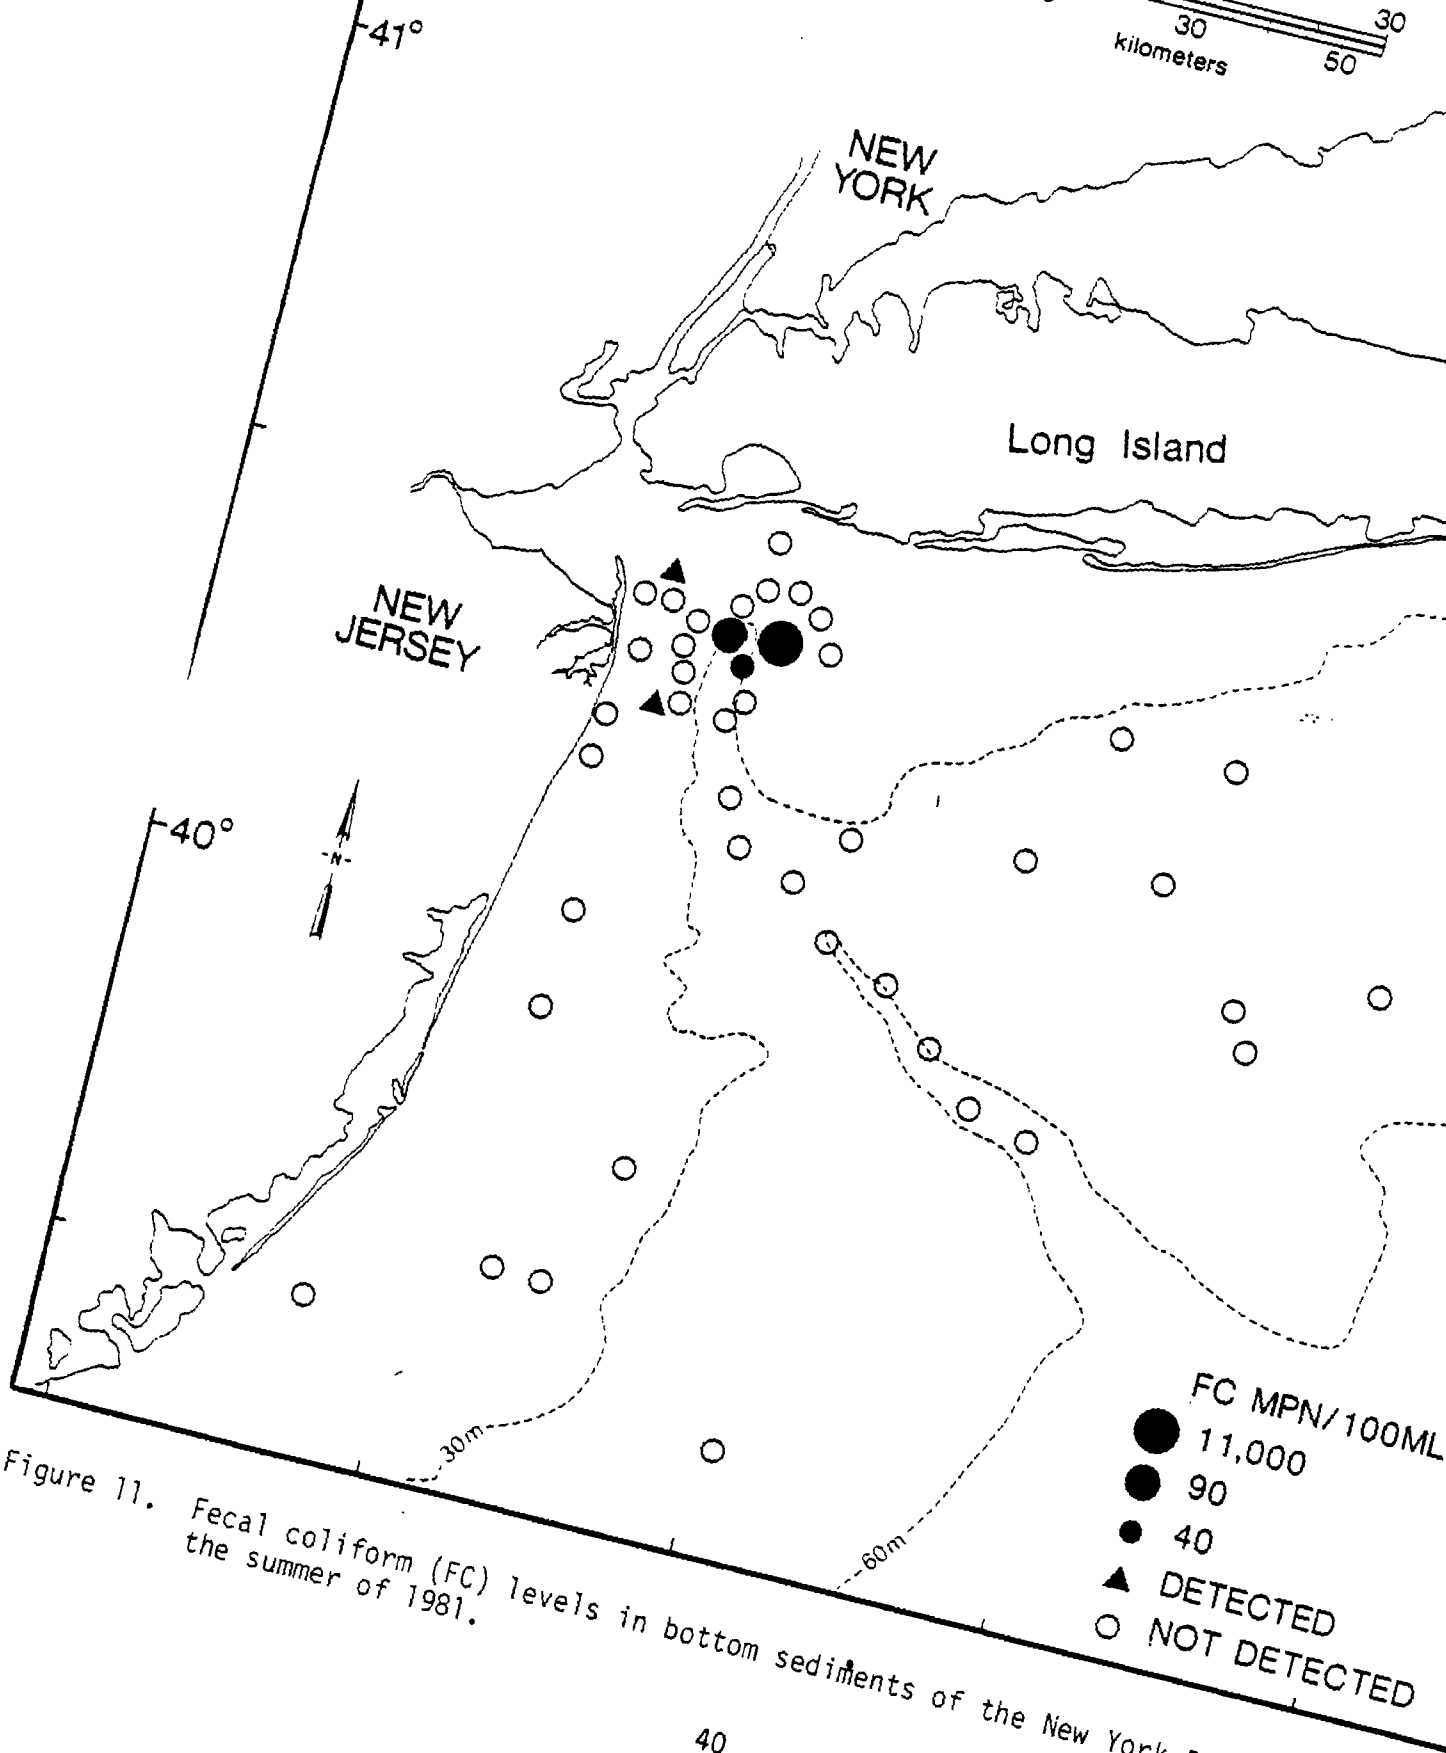 41°
30
30
kilometers
50
NEW
YORK
Long Island
NEW
JERSEY
40°
-N-
30m
60m
FC MPN/100ML
11,000
90
40
DETECTED
NOT DETECTED
Figure 11. Fecal coliform (FC) levels in bottom sediments of the New York
the summer of 1981.
40